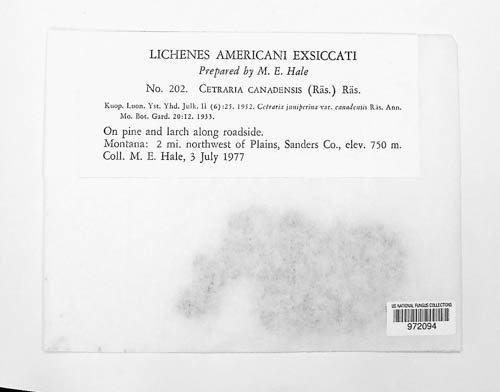 LICHENES AMERICANI EXSICCATI
Prepared by M. E. Hale
No. 202. CETRARIA CANADENSIS (Räs.) Räs.
Kuop. Luon. Yst. Yhd. Julk. II (6):25. 1952. Cetraria juniperina var. canadensis Räs. Ann.
Mo. Bot. Gard. 20:12. 1933.
On pine and larch along roadside.
Montana: 2 mi. northwest of Plains, Sanders Co., elev. 750 m.
Coll. M. E. Hale, 3 July 1977
US NATIONAL FUNGUS COLLECTIONS
972094